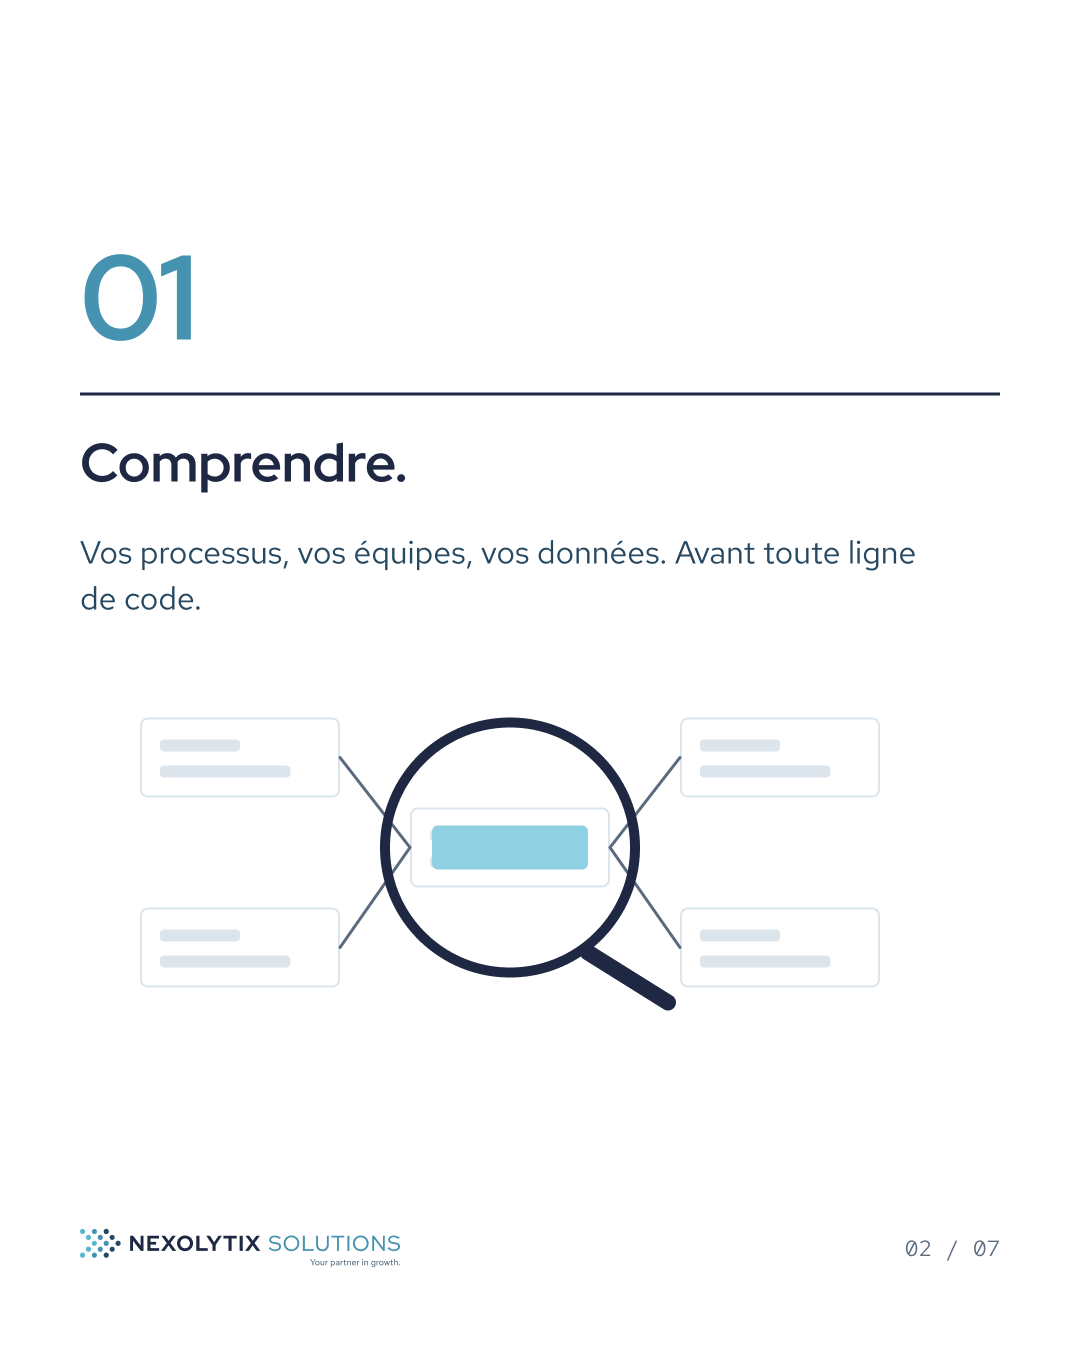 01
Comprendre.
Vos processus, vos équipes, vos données. Avant toute ligne
de code.
NEXOLYTIX SOLUTIONS
Your partner in growth.
02 / 07